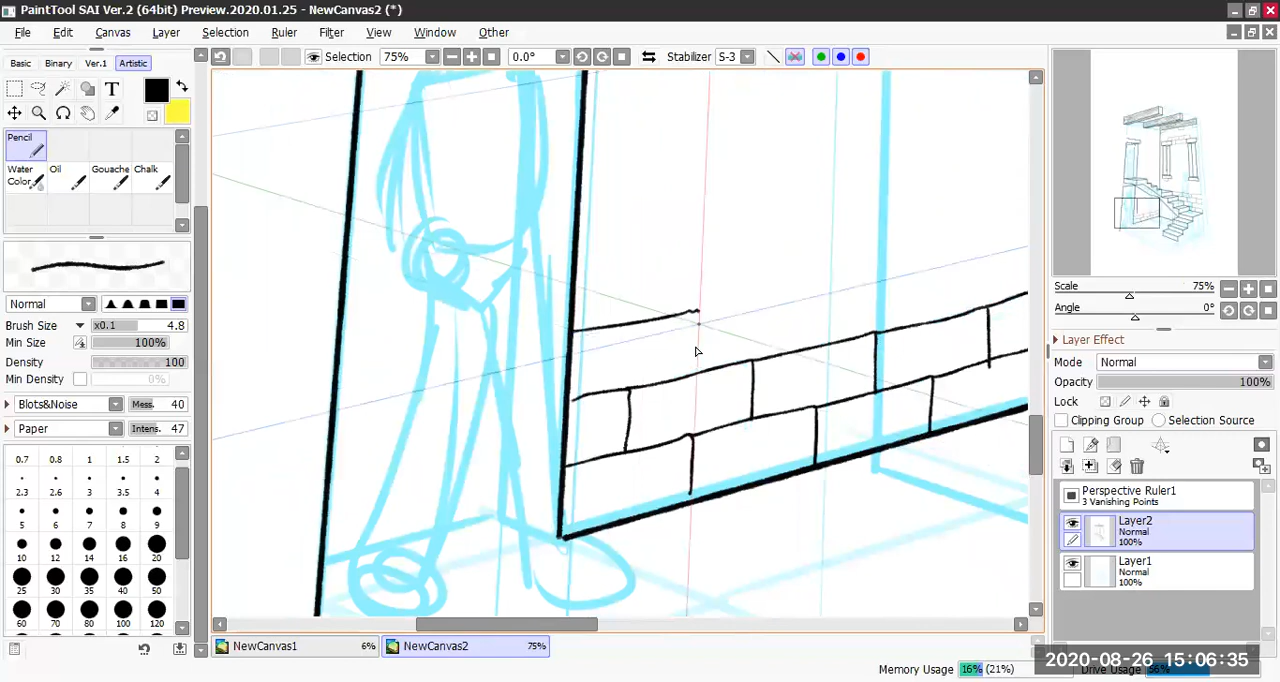 PaintTool SAI Ver.2 (64bit) Preview.2020.01.25 - NewCanvas2 (*)
File Edit Canvas Layer Selection Ruler Filter View Window Other
Basic Binary Ver.1 Artistic
Selection 75% 0.0° Stabilizer S-3
T
Pencil
Water Color Oil Gouache Chalk
Normal
Brush Size x0.1 4.8
Min Size 100%
Density 100
Min Density 0%
Blots&Noise Mess. 40
Paper Intens. 47
0.7 0.8 1 1.5 2
2.3 2.6 3 3.5 4
5 6 7 8 9
10 12 14 16 20
25 30 35 40 50
60 70 80 100 120
Scale 75%
Angle 0°
Layer Effect
Mode Normal
Opacity 100%
Lock
Clipping Group Selection Source
Perspective Ruler1
3 Vanishing Points
Layer2
Normal
100%
Layer1
Normal
100%
NewCanvas1 6% NewCanvas2 75%
Memory Usage 16% (21%) Drive Usage 56%
2020-08-26 15:06:35